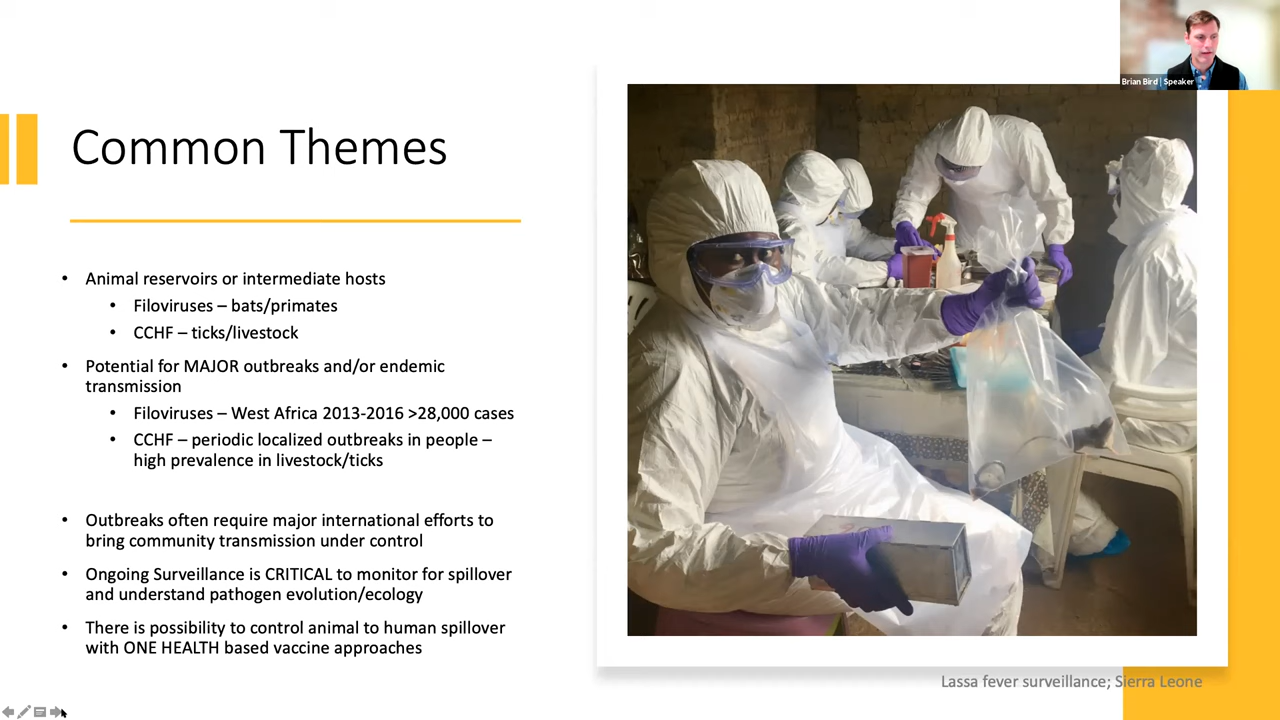 Brian Bird | Speaker
Common Themes
• Animal reservoirs or intermediate hosts
• Filoviruses – bats/primates
• CCHF – ticks/livestock
• Potential for MAJOR outbreaks and/or endemic
transmission
• Filoviruses – West Africa 2013-2016 >28,000 cases
• CCHF – periodic localized outbreaks in people –
high prevalence in livestock/ticks
• Outbreaks often require major international efforts to
bring community transmission under control
• Ongoing Surveillance is CRITICAL to monitor for spillover
and understand pathogen evolution/ecology
• There is possibility to control animal to human spillover
with ONE HEALTH based vaccine approaches
Lassa fever surveillance; Sierra Leone